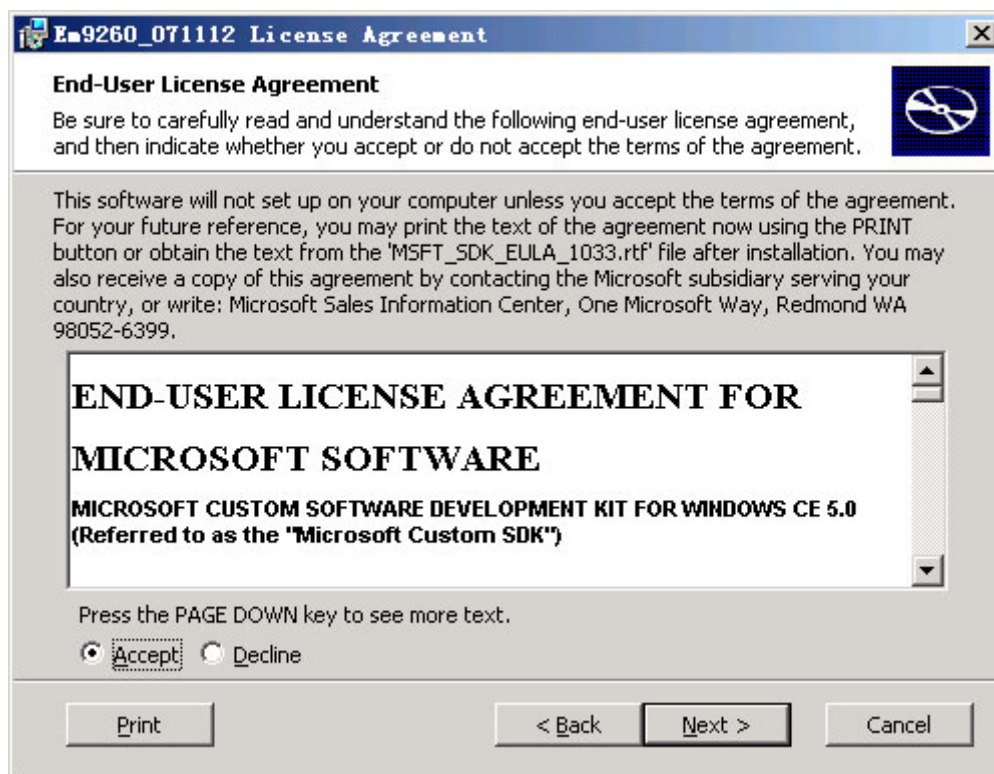 Em9260_071112 License Agreement
End-User License Agreement
Be sure to carefully read and understand the following end-user license agreement,
and then indicate whether you accept or do not accept the terms of the agreement.
This software will not set up on your computer unless you accept the terms of the agreement.
For your future reference, you may print the text of the agreement now using the PRINT
button or obtain the text from the 'MSFT_SDK_EULA_1033.rtf' file after installation. You may
also receive a copy of this agreement by contacting the Microsoft subsidiary serving your
country, or write: Microsoft Sales Information Center, One Microsoft Way, Redmond WA
98052-6399.
END-USER LICENSE AGREEMENT FOR
MICROSOFT SOFTWARE
MICROSOFT CUSTOM SOFTWARE DEVELOPMENT KIT FOR WINDOWS CE 5.0
(Referred to as the "Microsoft Custom SDK")
Press the PAGE DOWN key to see more text.
Accept Decline
Print < Back Next > Cancel